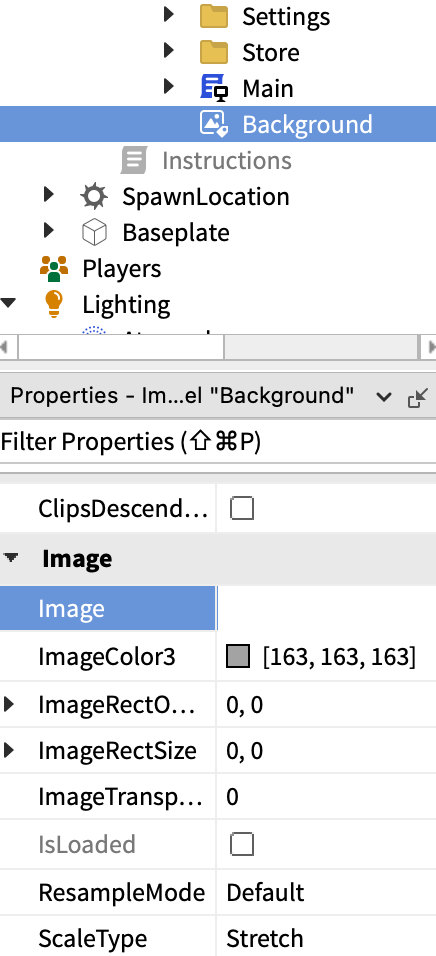 Settings
Store
Main
Background
Instructions
SpawnLocation
Baseplate
Players
Lighting
Properties - Im...el "Background"
Filter Properties (⇧⌘P)
ClipsDescend...
Image
Image
ImageColor3 [163, 163, 163]
ImageRectO... 0, 0
ImageRectSize 0, 0
ImageTransp... 0
IsLoaded
ResampleMode Default
ScaleType Stretch